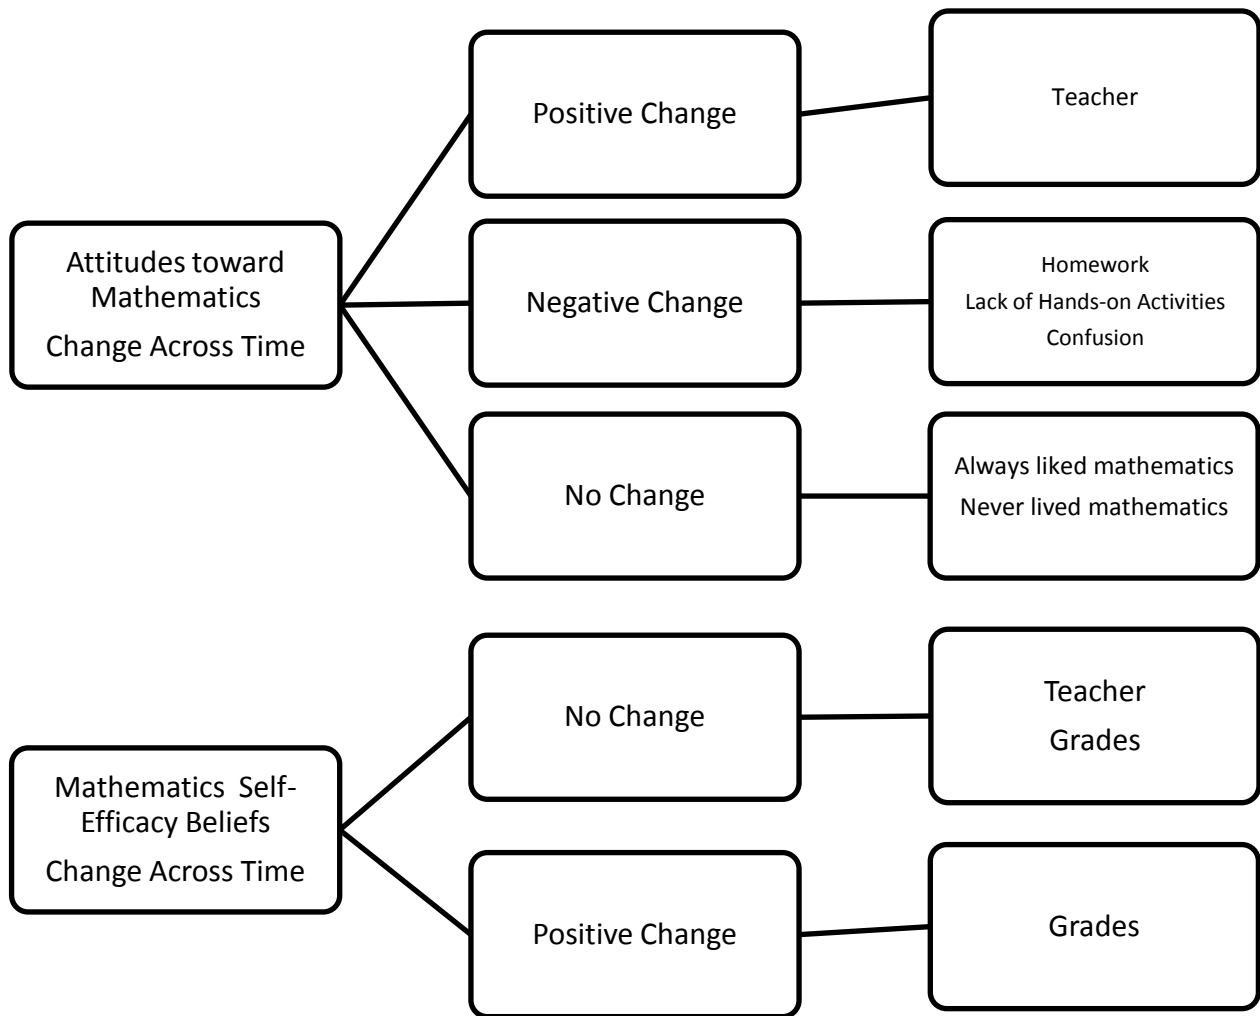 Positive Change
Teacher
Attitudes toward
Mathematics
Change Across Time
Negative Change
Homework
Lack of Hands-on Activities
Confusion
No Change
Always liked mathematics
Never lived mathematics
Mathematics  Self-
Efficacy Beliefs
Change Across Time
No Change
Teacher
Grades
Positive Change
Grades